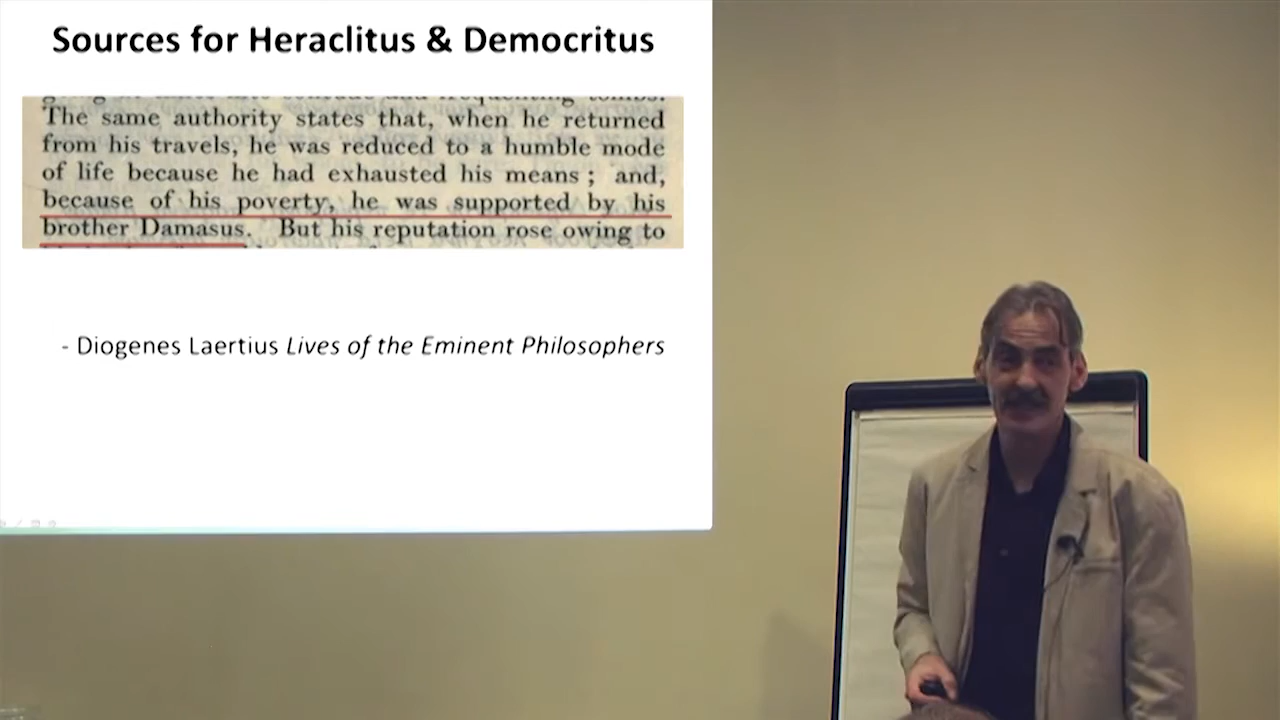 Sources for Heraclitus & Democritus
The same authority states that, when he returned
from his travels, he was reduced to a humble mode
of life because he had exhausted his means ; and,
because of his poverty, he was supported by his
brother Damasus. But his reputation rose owing to
- Diogenes Laertius Lives of the Eminent Philosophers